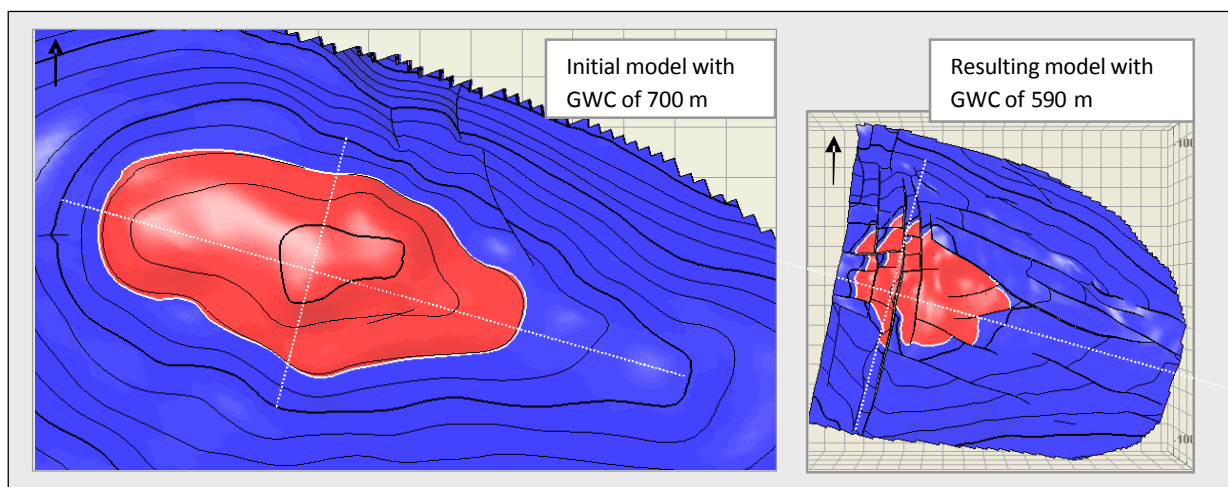 Initial model with
GWC of 700 m
Resulting model with
GWC of 590 m